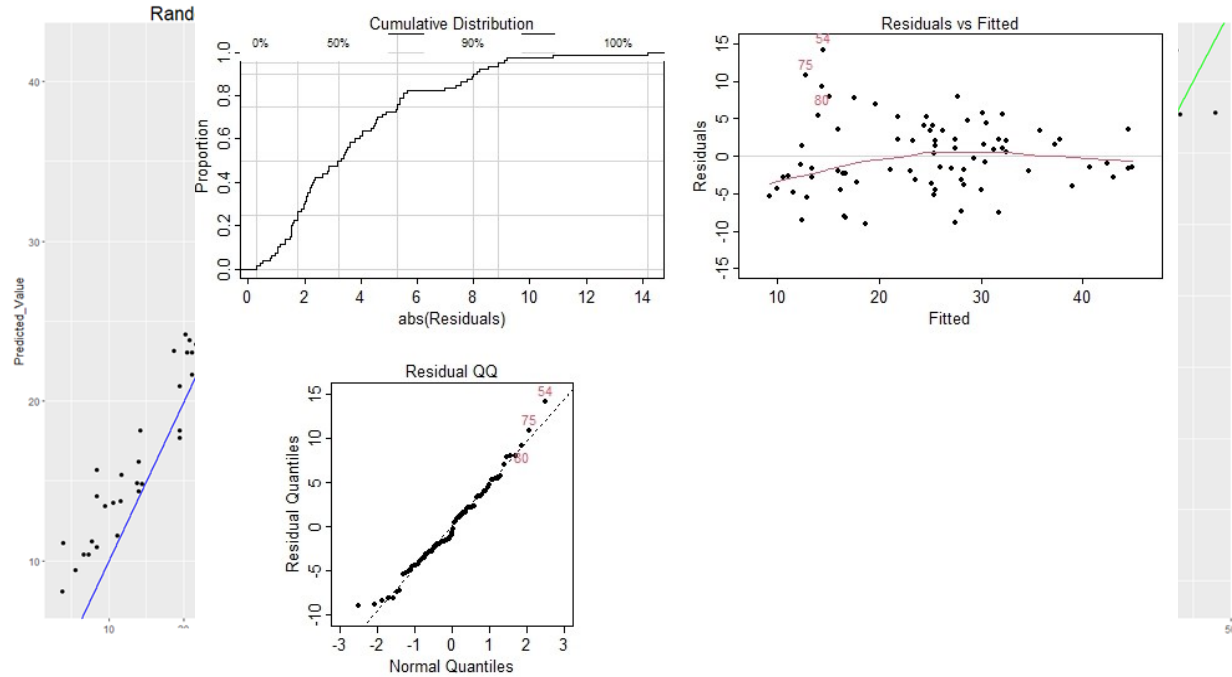 Rand
40
30
20
10
Predicted_Value
10
20
Cumulative Distribution
0% 50% 90% 100%
Proportion
1.0
0.8
0.6
0.4
0.2
0.0
0 2 4 6 8 10 12 14
abs(Residuals)
Residuals vs Fitted
54
75
80
Residuals
15
10
5
0
-5
-10
-15
10 20 30 40
Fitted
Residual QQ
54
75
80
Residual Quantiles
15
10
5
0
-5
-10
-3 -2 -1 0 1 2 3
Normal Quantiles